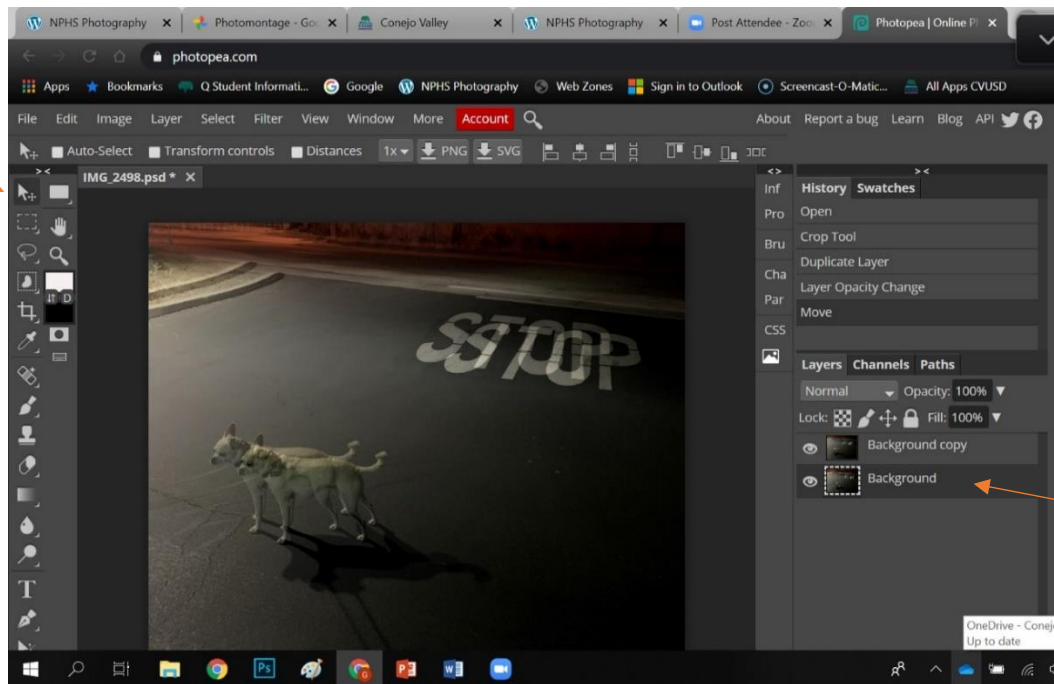 NPHS Photography
Photomontage - Goo
Conejo Valley
NPHS Photography
Post Attendee - Zoo
Photopea | Online P
photopea.com
Apps Bookmarks Q Student Informati... Google NPHS Photography Web Zones Sign in to Outlook Screencast-O-Matic... All Apps CVUSD
File Edit Image Layer Select Filter View Window More Account About Report a bug Learn Blog API
Auto-Select Transform controls Distances 1x PNG SVG
IMG_2498.psd *
Inf
Pro
Bru
Cha
Par
CSS
History Swatches
Open
Crop Tool
Duplicate Layer
Layer Opacity Change
Move
Layers Channels Paths
Normal Opacity: 100%
Lock: Fill: 100%
Background copy
Background
D
SSTOP
T
OneDrive - Conej
Up to date
Ps